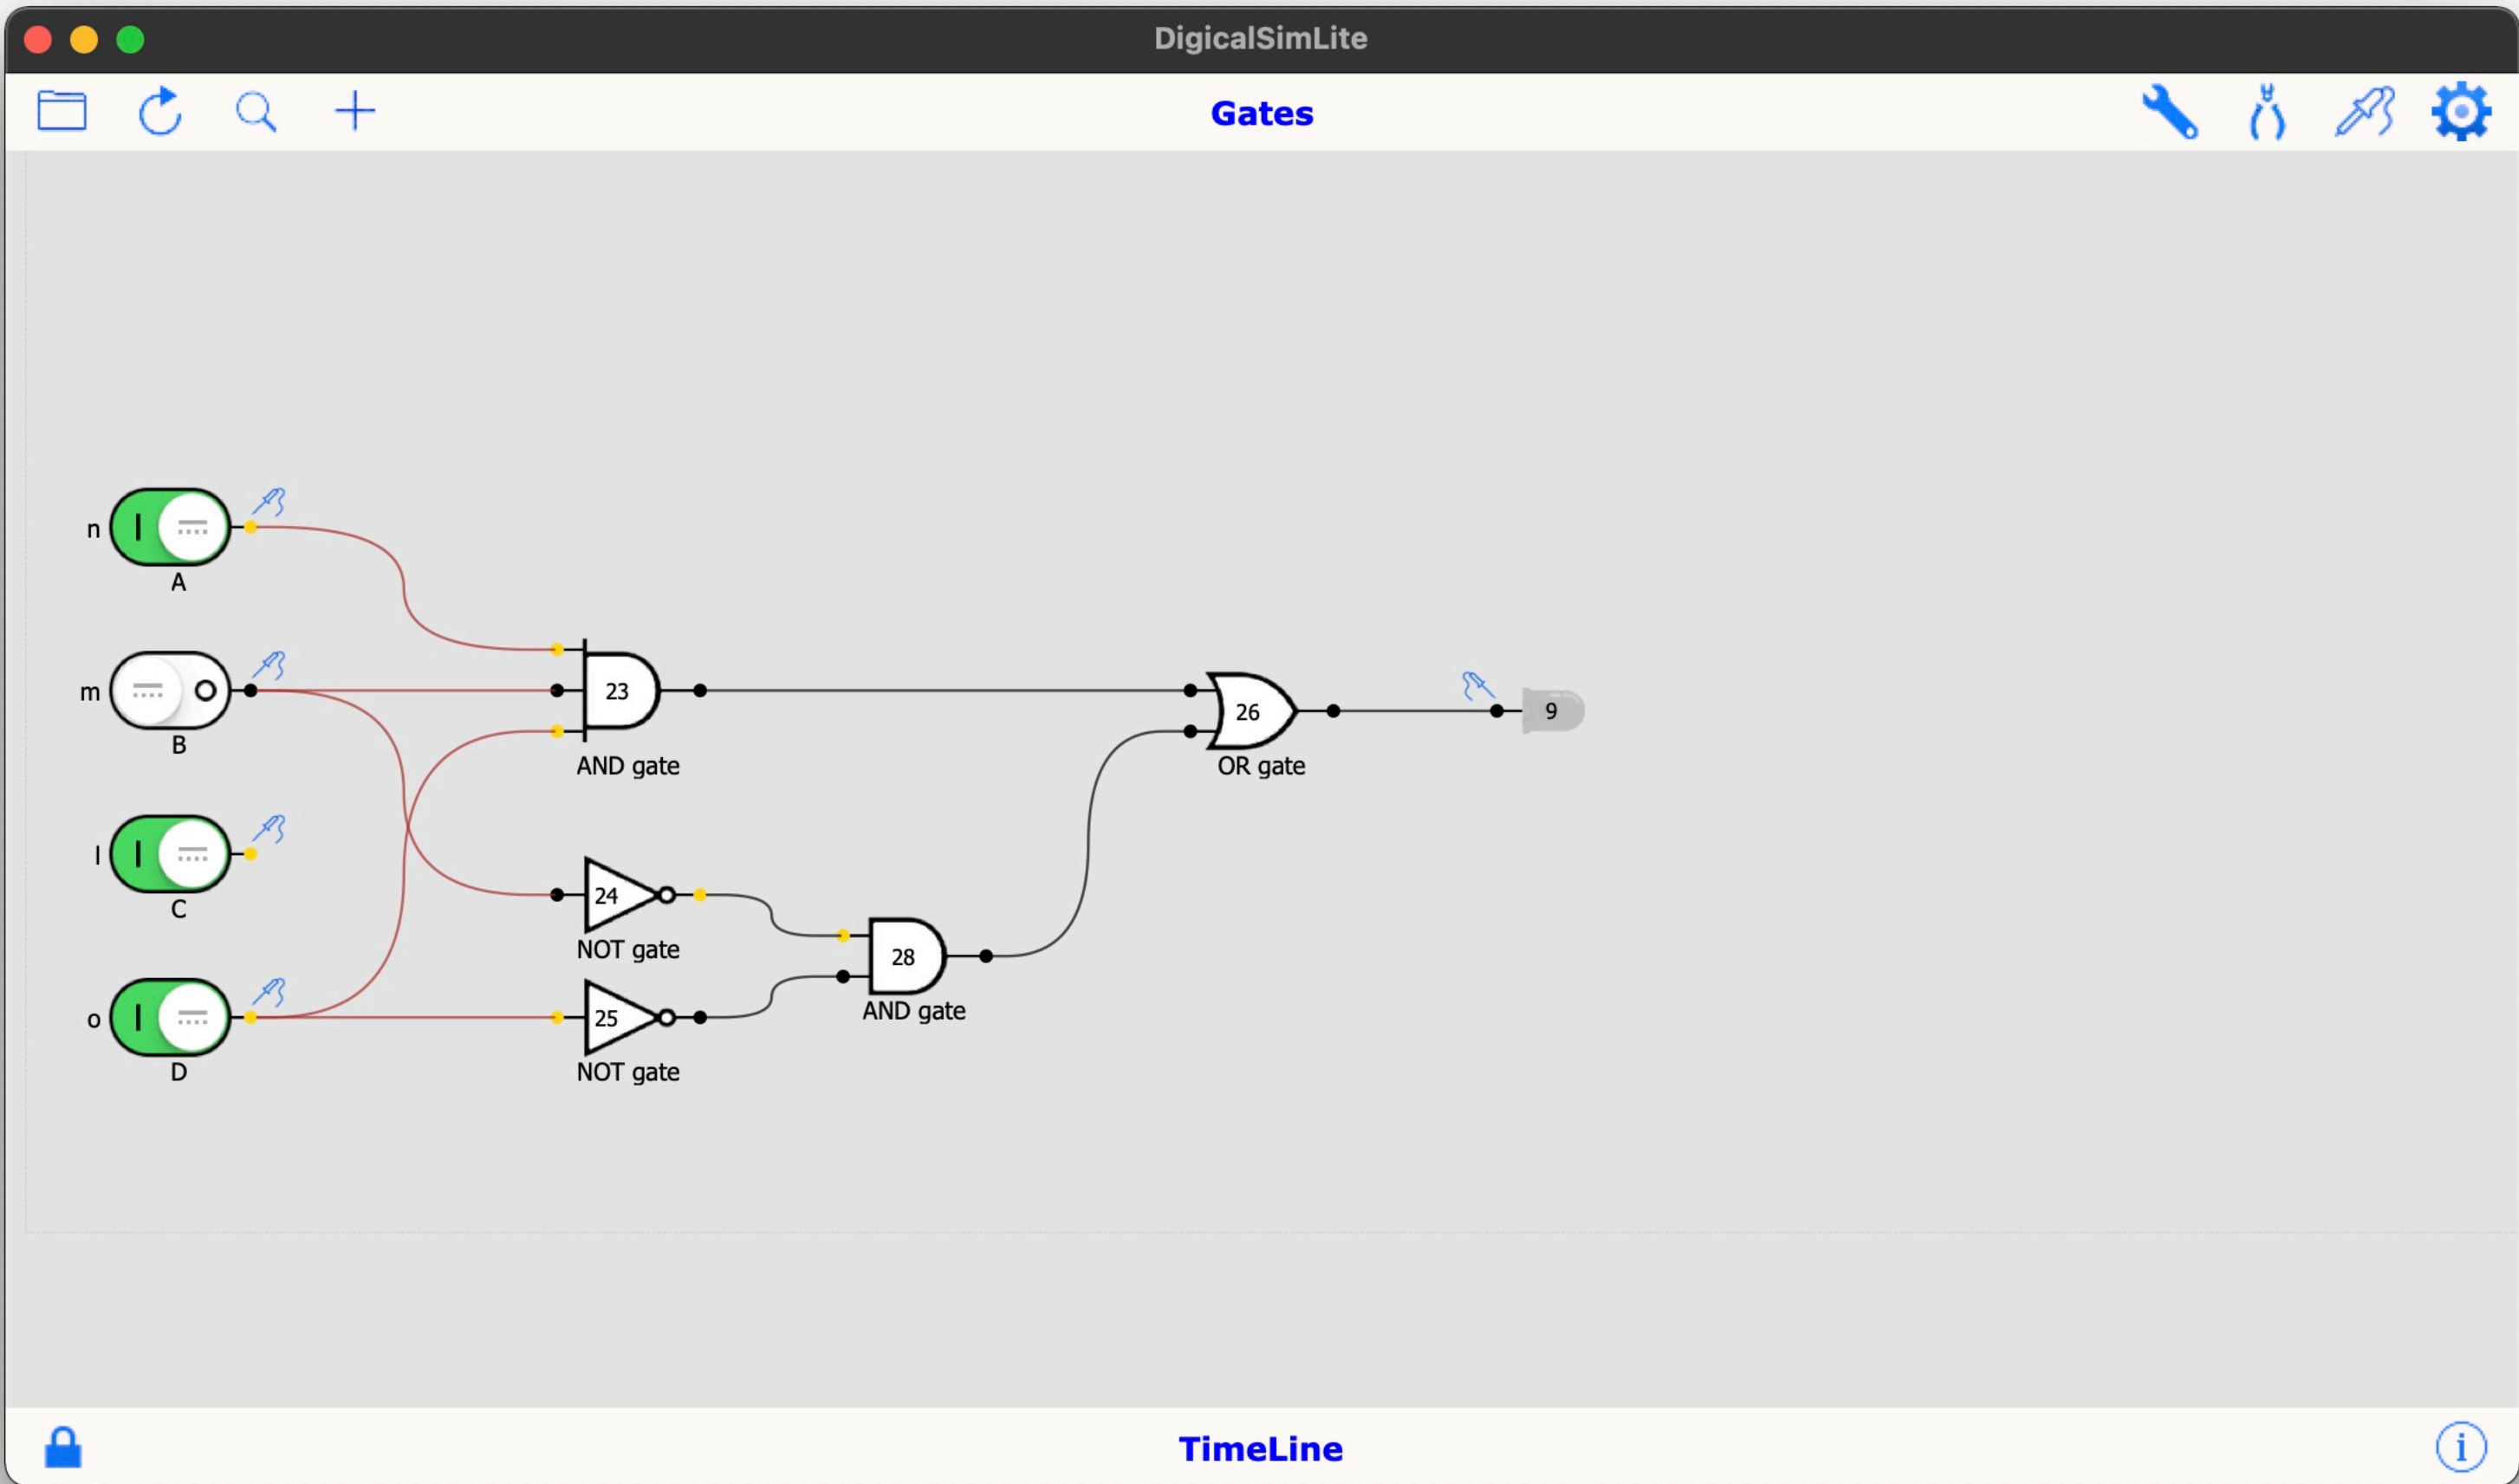 DigicalSimLite
Gates
n
A
m
B
23
AND gate
26
OR gate
9
l
C
24
NOT gate
28
AND gate
o
D
25
NOT gate
TimeLine
i